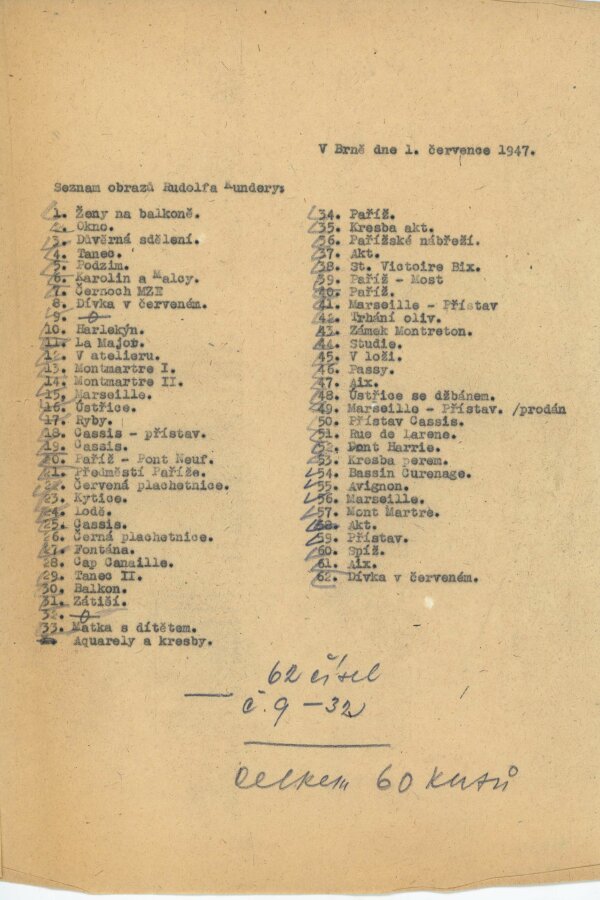 V Brně dne 1. července 1947.
Seznam obrazů Rudolfa Kundery:
1. Ženy na balkoně.
2. Okno.
3. Důvěrná sdělení.
4. Tanec.
5. Podzim.
6. Karolin a Malcy.
7. Černoch MZE
8. Dívka v červeném.
9. -0-
10. Harlekýn.
11. La Major.
12. V atelieru.
13. Montmartre I.
14. Montmartre II.
15. Marseille.
16. Ústřice.
17. Ryby.
18. Cassis - přístav.
19. Cassis.
20. Paříž - Pont Neuf.
21. Předměstí Paříže.
22. Červená plachetnice.
23. Kytice.
24. Lodě.
25. Cassis.
26. Černá plachetnice.
27. Fontána.
28. Cap Canaille.
29. Tanec II.
30. Balkon.
31. Zátiší.
32. -0-
33. Matka s dítětem.
Aquarely a kresby.
34. Paříž.
35. Kresba akt.
36. Pařížské nábřeží.
37. Akt.
38. St. Victoire Bix.
39. Paříž - Most
40. Paříž.
41. Marseille - Přístav
42. Trhání oliv.
43. Zámek Montreton.
44. Studie.
45. V loži.
46. Passy.
47. Aix.
48. Ústřice se džbánem.
49. Marseille - Přístav. /prodán
50. Přístav Cassis.
51. Rue de Larene.
52. Dont Harrie.
53. Kresba perem.
54. Bassin Curenage.
55. Avignon.
56. Marseille.
57. Mont Martre.
58. Akt.
59. Přístav.
60. Spíž.
61. Aix.
62. Dívka v červeném.
62 čísel
— č. 9 – 32
Celkem 60 kusů